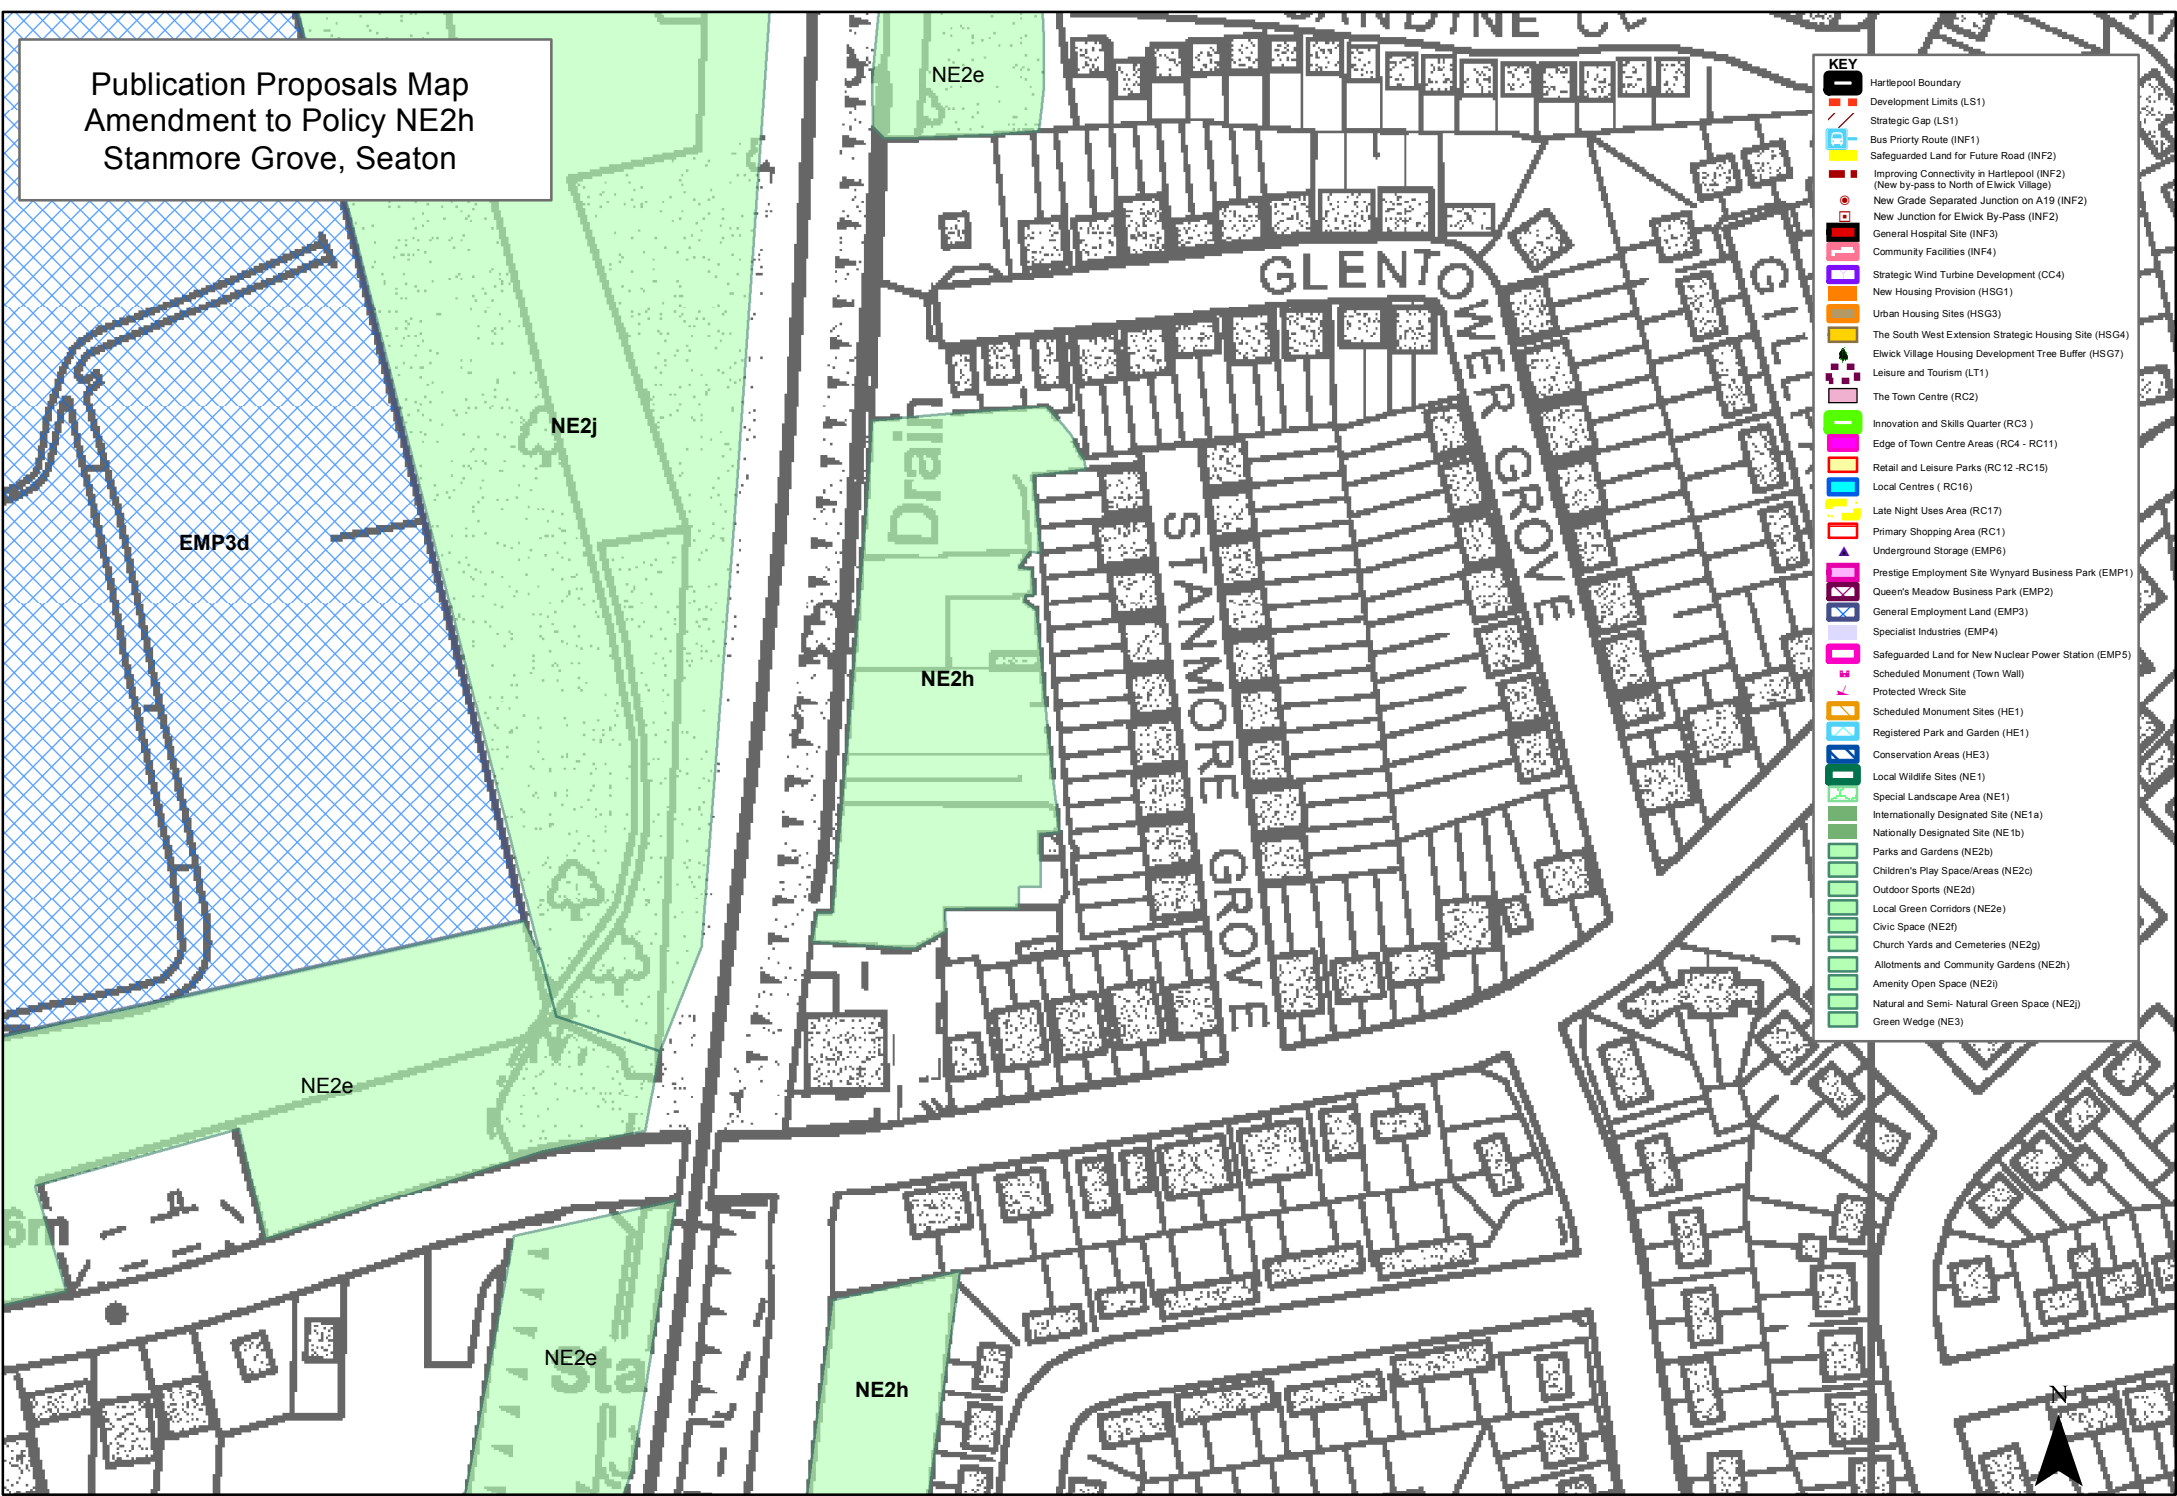 Publication Proposals Map
Amendment to Policy NE2h
Stanmore Grove, Seaton
NE2e
GLENTOWER GROVE
NE2j
Drain
EMP3d
STANMORE GROVE
NE2h
NE2e
6m
NE2e
Sta
NE2h
N
KEY
Hartlepool Boundary
Development Limits (LS1)
Strategic Gap (LS1)
Bus Priorty Route (INF1)
Safeguarded Land for Future Road (INF2)
Improving Connectivity in Hartlepool (INF2)
(New by-pass to North of Elwick Village)
New Grade Separated Junction on A19 (INF2)
New Junction for Elwick By-Pass (INF2)
General Hospital Site (INF3)
Community Facilities (INF4)
Strategic Wind Turbine Development (CC4)
New Housing Provision (HSG1)
Urban Housing Sites (HSG3)
The South West Extension Strategic Housing Site (HSG4)
Elwick Village Housing Development Tree Buffer (HSG7)
Leisure and Tourism (LT1)
The Town Centre (RC2)
Innovation and Skills Quarter (RC3 )
Edge of Town Centre Areas (RC4 - RC11)
Retail and Leisure Parks (RC12 -RC15)
Local Centres ( RC16)
Late Night Uses Area (RC17)
Primary Shopping Area (RC1)
Underground Storage (EMP6)
Prestige Employment Site Wynyard Business Park (EMP1)
Queen's Meadow Business Park (EMP2)
General Employment Land (EMP3)
Specialist Industries (EMP4)
Safeguarded Land for New Nuclear Power Station (EMP5)
Scheduled Monument (Town Wall)
Protected Wreck Site
Scheduled Monument Sites (HE1)
Registered Park and Garden (HE1)
Conservation Areas (HE3)
Local Wildlife Sites (NE1)
Special Landscape Area (NE1)
Internationally Designated Site (NE1a)
Nationally Designated Site (NE1b)
Parks and Gardens (NE2b)
Children's Play Space/Areas (NE2c)
Outdoor Sports (NE2d)
Local Green Corridors (NE2e)
Civic Space (NE2f)
Church Yards and Cemeteries (NE2g)
Allotments and Community Gardens (NE2h)
Amenity Open Space (NE2i)
Natural and Semi- Natural Green Space (NE2j)
Green Wedge (NE3)